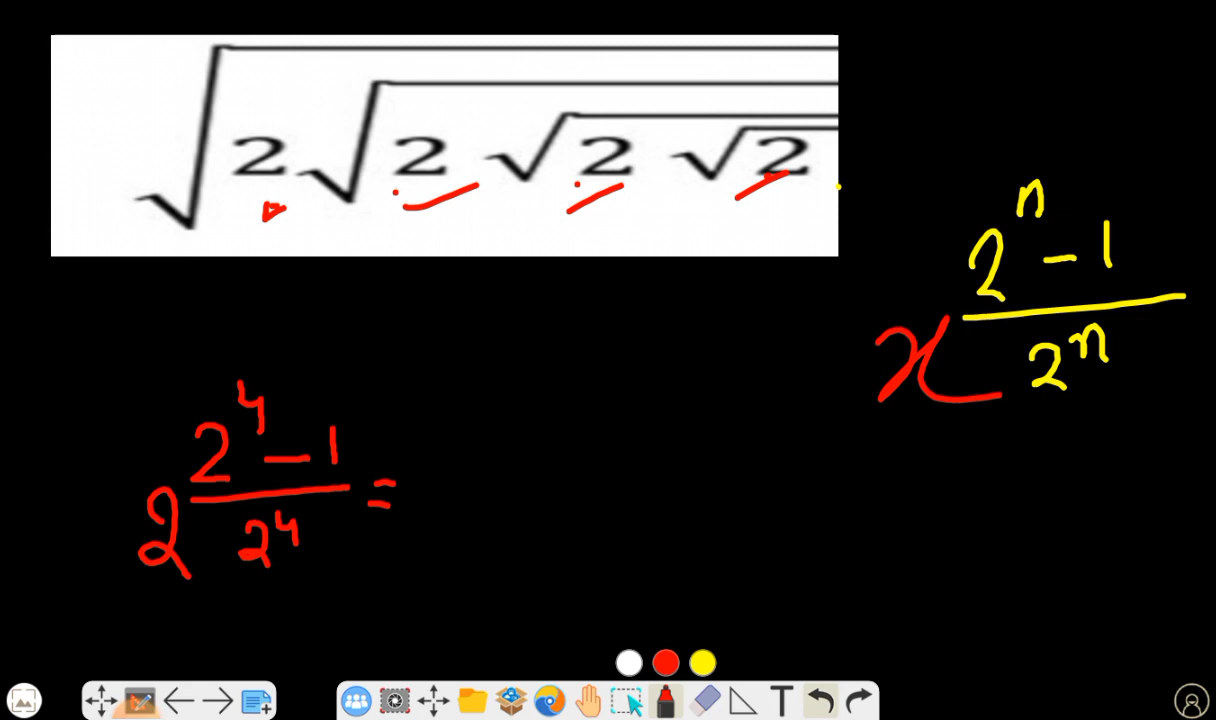 √2√2√2√2
x^((2^n - 1)/(2^n))
2^((2^4 - 1)/(2^4)) =
T